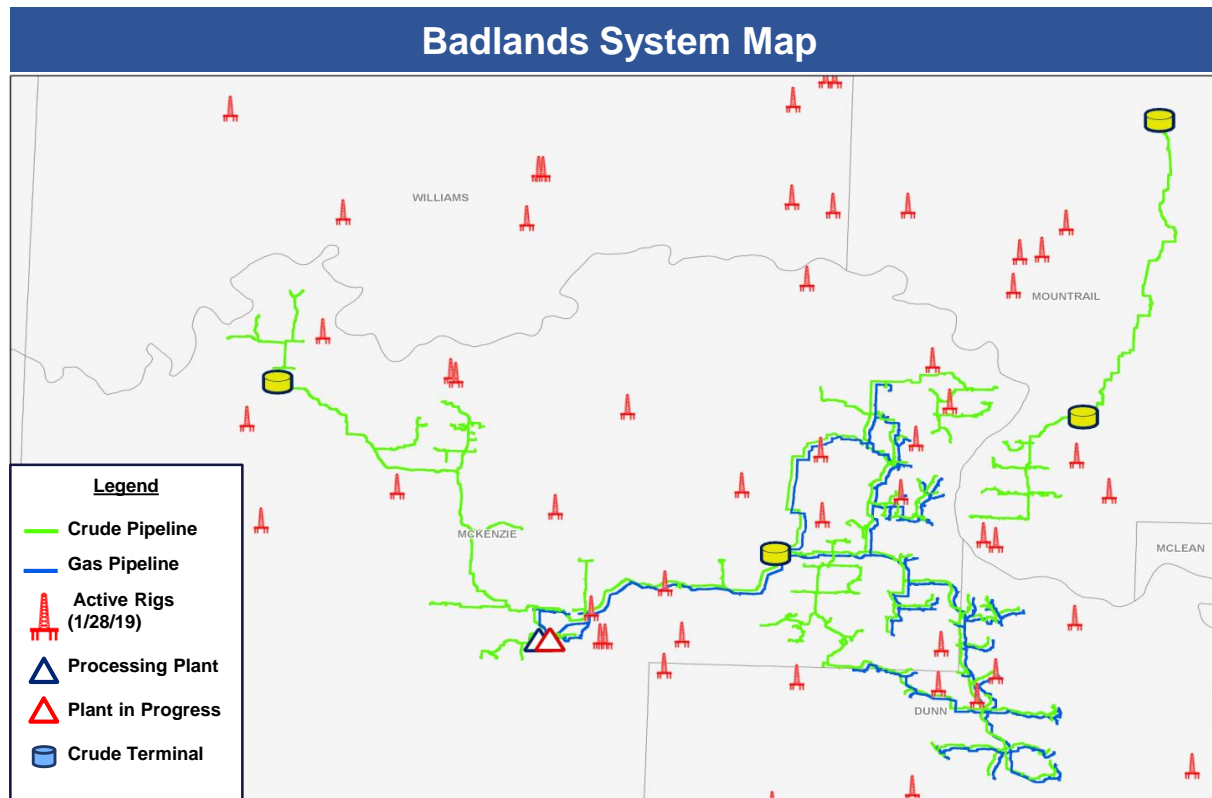 Badlands System Map
WILLIAMS
MOUNTRAIL
MCKENZIE
MCLEAN
DUNN
Legend
Crude Pipeline
Gas Pipeline
Active Rigs
(1/28/19)
Processing Plant
Plant in Progress
Crude Terminal